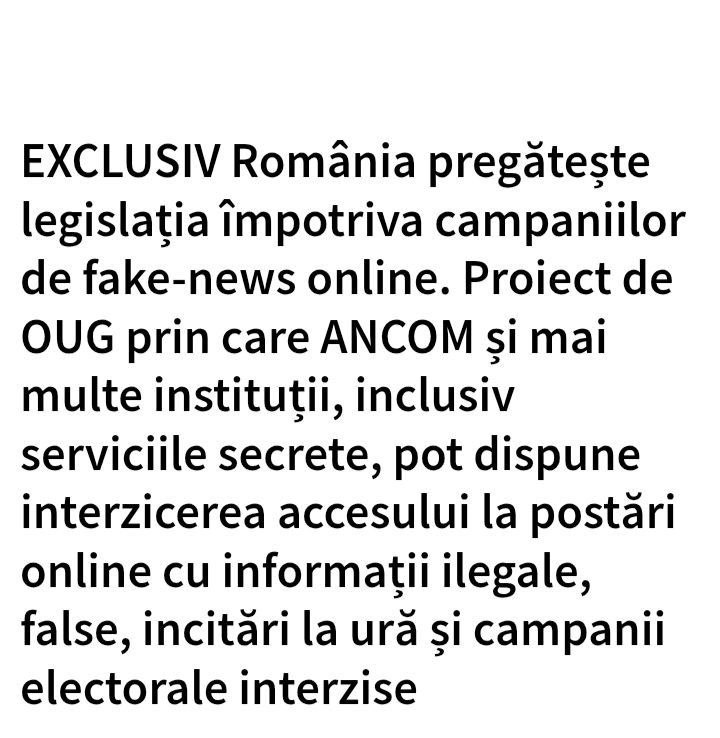 EXCLUSIV România pregătește
legislația împotriva campaniilor
de fake-news online. Proiect de
OUG prin care ANCOM și mai
multe instituții, inclusiv
serviciile secrete, pot dispune
interzicerea accesului la postări
online cu informații ilegale,
false, incitări la ură și campanii
electorale interzise